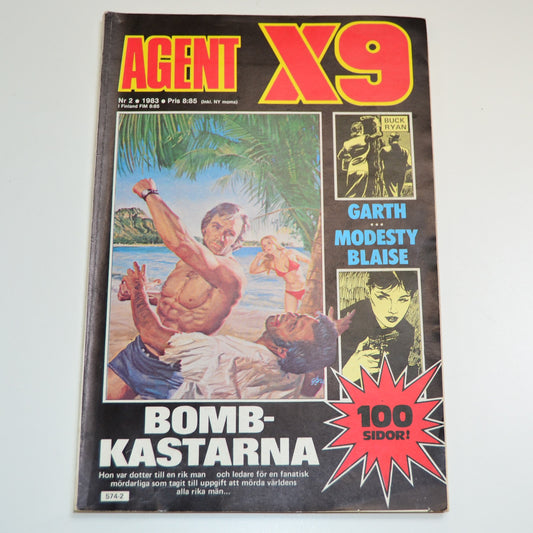 AGENT X9
Nr 2 • 1983 • Pris 8:85 (Inkl. NY moms)
I Finland FIM 8:85
BUCK
RYAN
GARTH
...
MODESTY
BLAISE
100
SIDOR!
BOMB-
KASTARNA
Hon var dotter till en rik man och ledare för en fanatisk
mördarliga som tagit till uppgift att mörda världens
alla rika män...
574-2